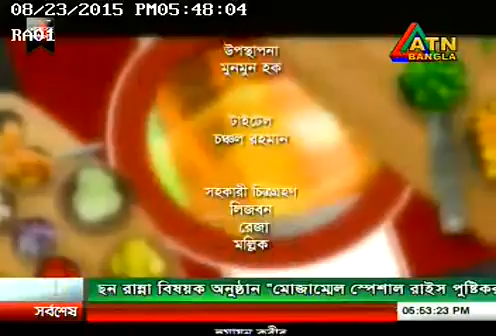 08/23/2015 PM05:48:04
RA01
ATN
BANGLA
উপস্থাপনা
মুনমুন হক
টাইটেল
চঞ্চল রহমান
সহকারী চিত্রগ্রহণ
লিজবন
রেজা
মল্লিক
ছন রান্না বিষয়ক অনুষ্ঠান "মোজাম্মেল স্পেশাল রাইস পুষ্টিকর
সর্বশেষ
05:53:23 PM